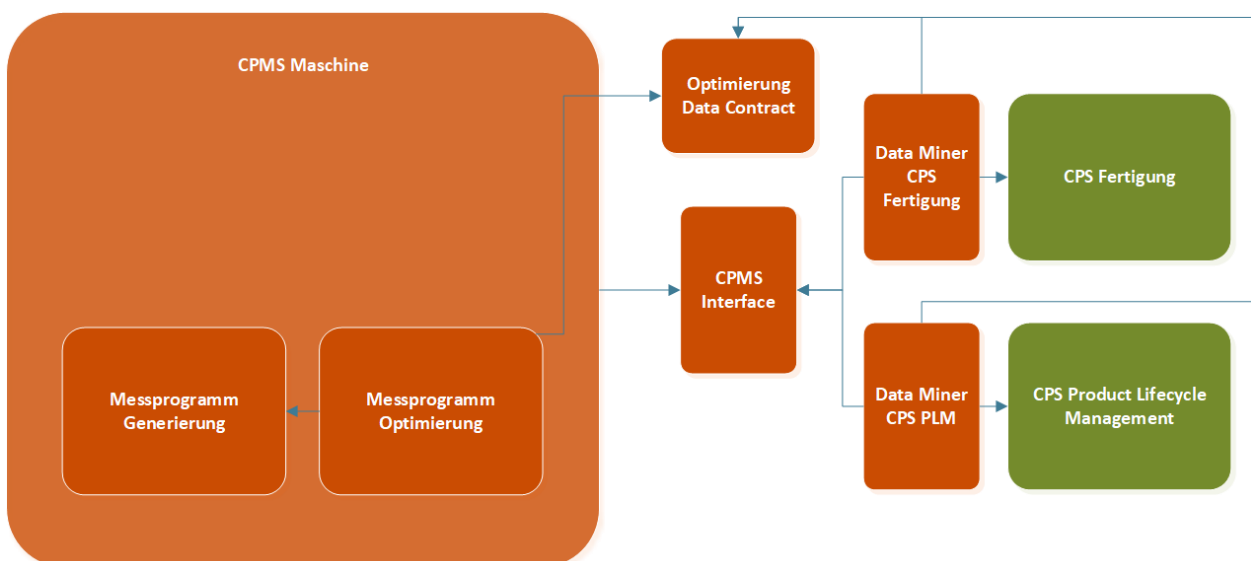 CPMS Maschine
Messprogramm
Generierung
Messprogramm
Optimierung
Optimierung
Data Contract
CPMS
Interface
Data Miner
CPS
Fertigung
CPS Fertigung
Data Miner
CPS PLM
CPS Product Lifecycle
Management